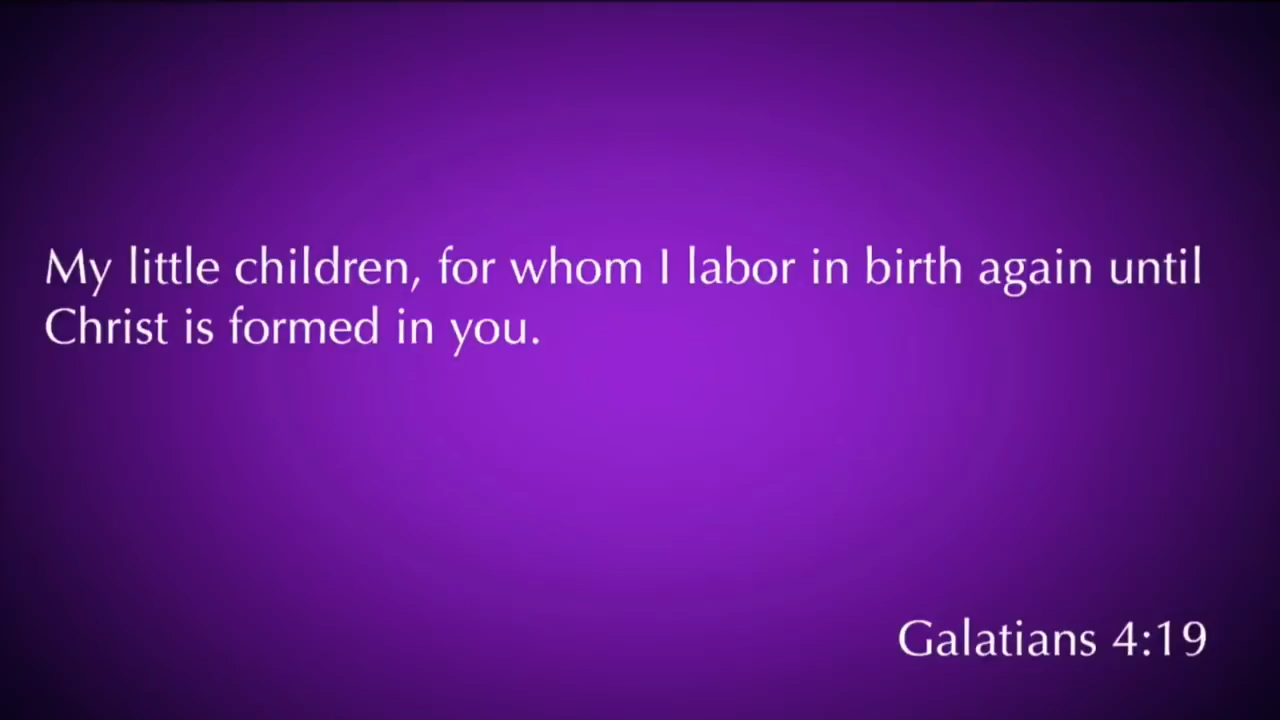 My little children, for whom I labor in birth again until
Christ is formed in you.
Galatians 4:19